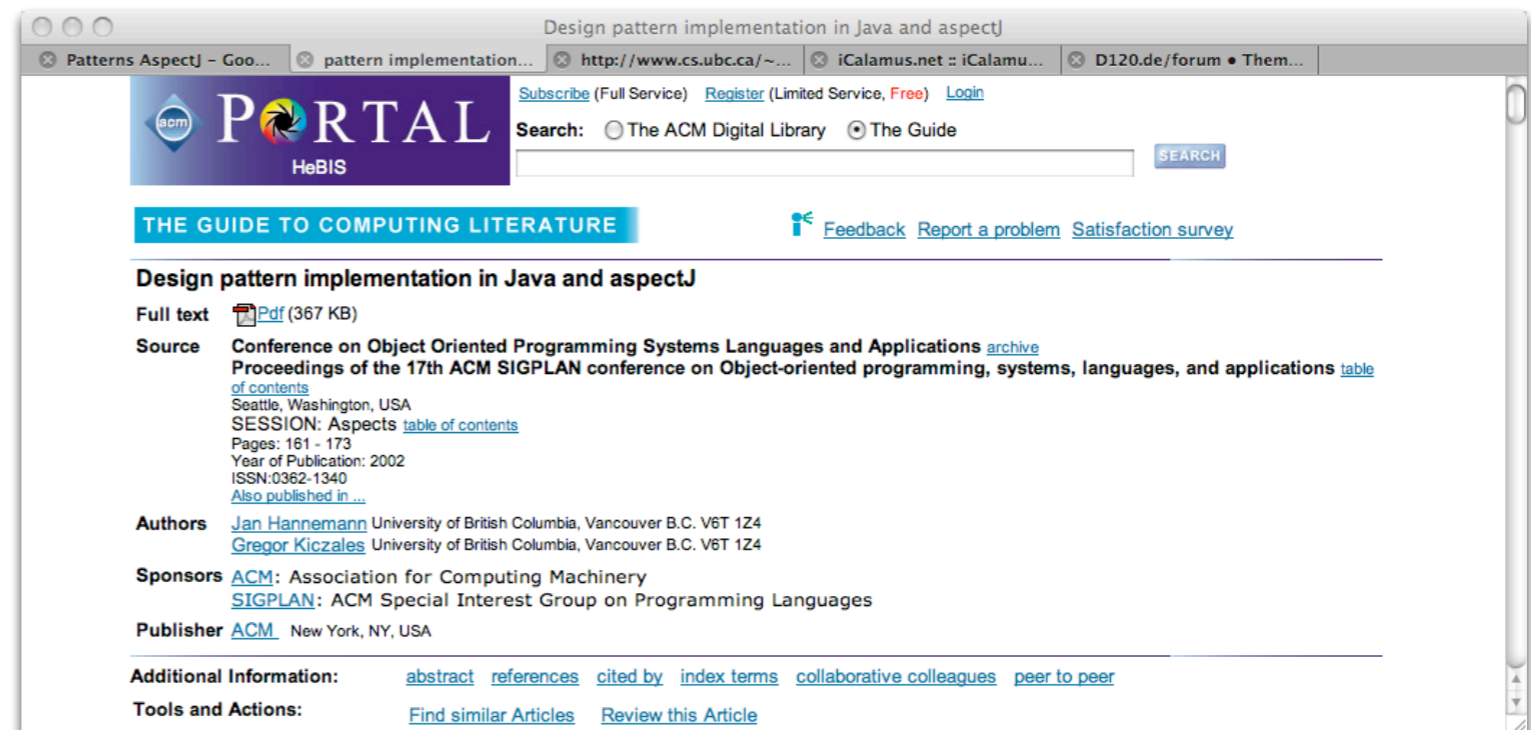 Design pattern implementation in Java and aspectJ
Patterns AspectJ – Goo... pattern implementation... http://www.cs.ubc.ca/~... iCalamus.net :: iCalamu... D120.de/forum • Them...
acm PORTAL
HeBIS
Subscribe (Full Service) Register (Limited Service, Free) Login
Search: The ACM Digital Library The Guide
SEARCH
THE GUIDE TO COMPUTING LITERATURE
Feedback Report a problem Satisfaction survey
Design pattern implementation in Java and aspectJ
Full text Pdf (367 KB)
Source Conference on Object Oriented Programming Systems Languages and Applications archive
Proceedings of the 17th ACM SIGPLAN conference on Object-oriented programming, systems, languages, and applications table
of contents
Seattle, Washington, USA
SESSION: Aspects table of contents
Pages: 161 - 173
Year of Publication: 2002
ISSN:0362-1340
Also published in ...
Authors Jan Hannemann University of British Columbia, Vancouver B.C. V6T 1Z4
Gregor Kiczales University of British Columbia, Vancouver B.C. V6T 1Z4
Sponsors ACM: Association for Computing Machinery
SIGPLAN: ACM Special Interest Group on Programming Languages
Publisher ACM New York, NY, USA
Additional Information: abstract references cited by index terms collaborative colleagues peer to peer
Tools and Actions: Find similar Articles Review this Article